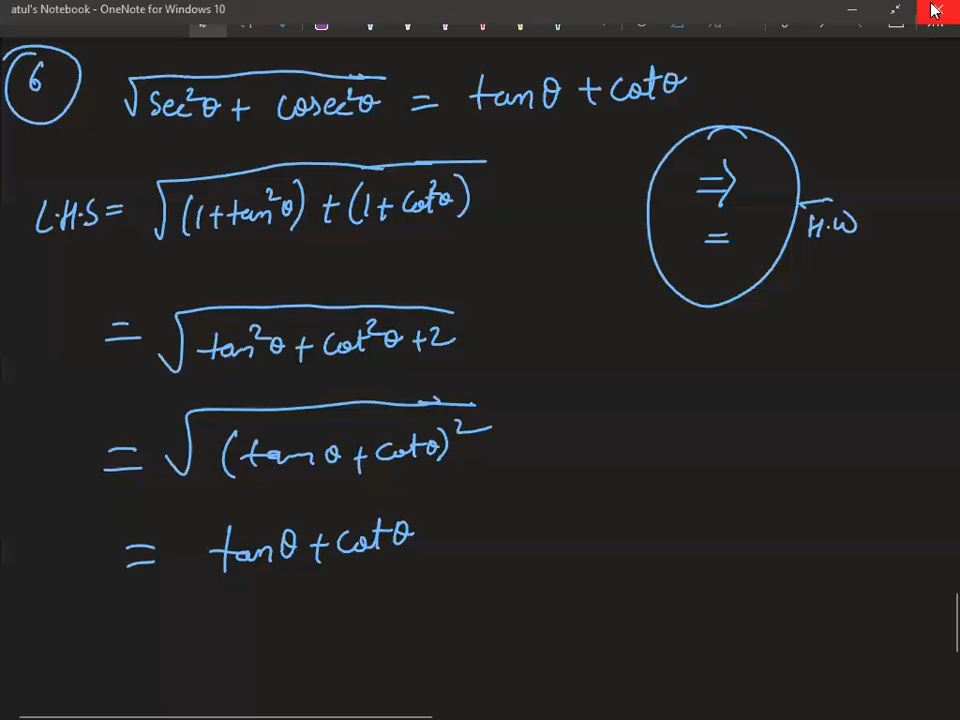 atul's Notebook - OneNote for Windows 10
6 √(sec²θ + cosec²θ) = tanθ + cotθ
L.H.S = √((1+tan²θ) + (1+cot²θ))
⇒
=
H.W
= √(tan²θ + cot²θ +2)
= √((tanθ + cotθ)²)
= tanθ + cotθ